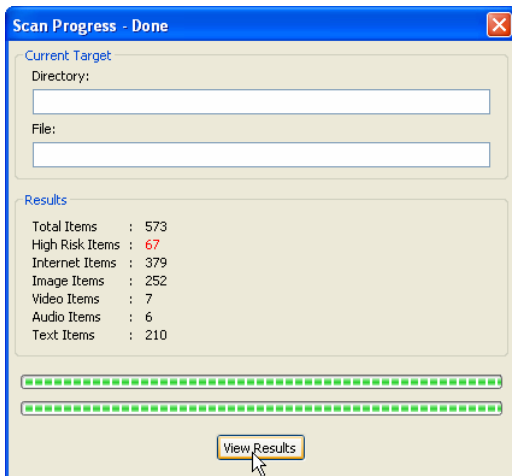 Scan Progress - Done
Current Target
Directory:
File:
Results
Total Items : 573
High Risk Items : 67
Internet Items : 379
Image Items : 252
Video Items : 7
Audio Items : 6
Text Items : 210
View Results